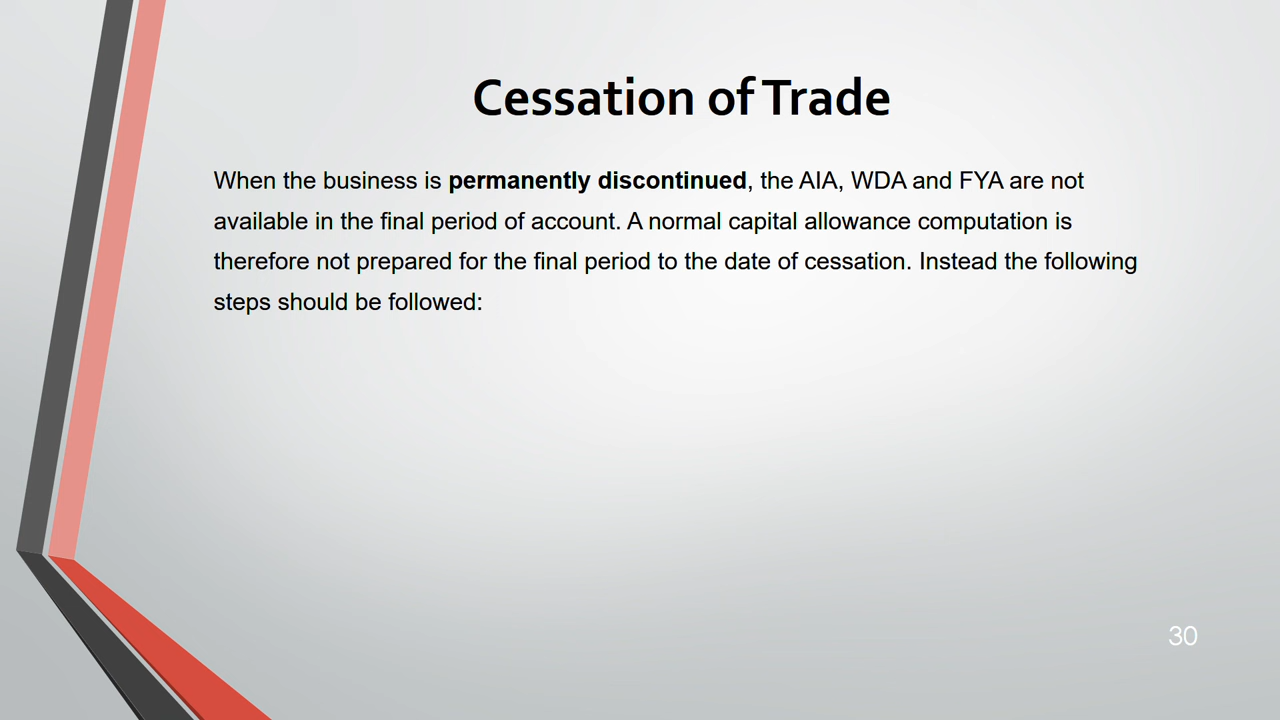 Cessation of Trade
When the business is permanently discontinued, the AIA, WDA and FYA are not
available in the final period of account. A normal capital allowance computation is
therefore not prepared for the final period to the date of cessation. Instead the following
steps should be followed:
30